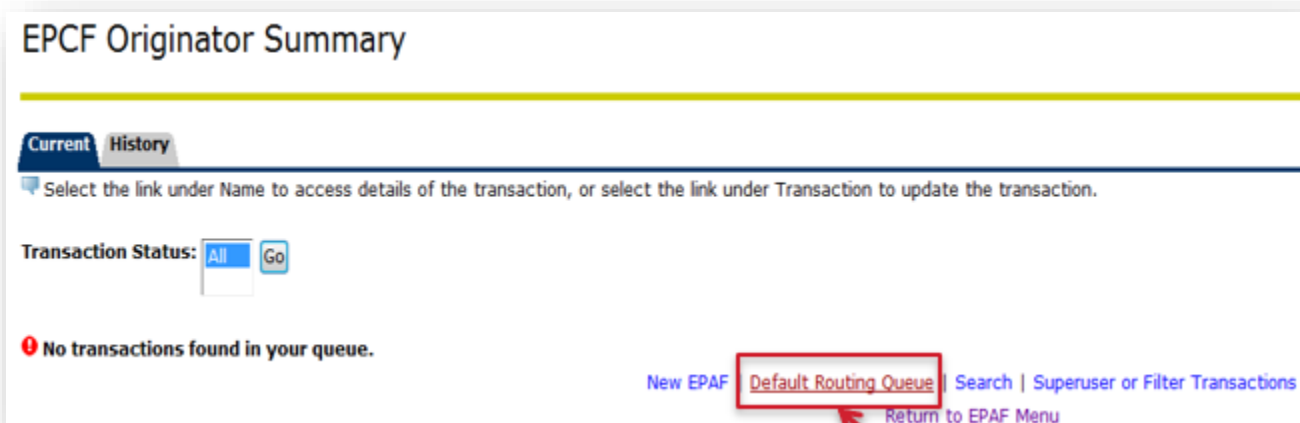 EPCF Originator Summary
Current History
Select the link under Name to access details of the transaction, or select the link under Transaction to update the transaction.
Transaction Status: All Go
No transactions found in your queue.
New EPAF | Default Routing Queue | Search | Superuser or Filter Transactions
Return to EPAF Menu